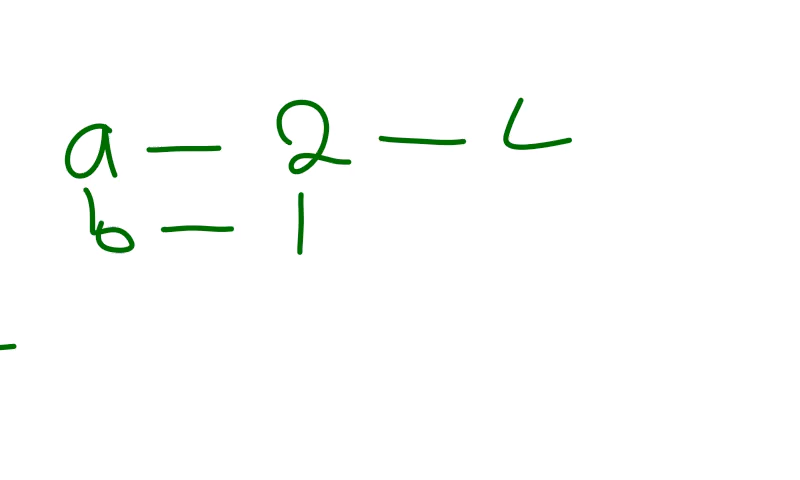 a — 2 — L
b — 1